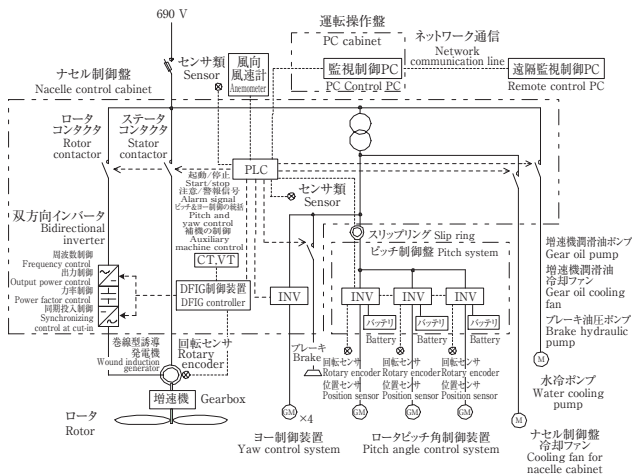 690 V
運転操作盤
PC cabinet
ネットワーク通信
Network
communication line
センサ類
Sensor
風向
風速計
Anemometer
監視制御PC
PC Control PC
遠隔監視制御PC
Remote control PC
ナセル制御盤
Nacelle control cabinet
ロータ
コンタクタ
Rotor
contactor
ステータ
コンタクタ
Stator
contactor
PLC
起動/停止
Start/stop
注意/警報信号
Alarm signal
ピッチ&ヨー制御の統括
Pitch and
yaw control
補機の制御
Auxiliary
machine control
センサ類
Sensor
双方向インバータ
Bidirectional
inverter
周波数制御
Frequency control
出力制御
Output power control
力率制御
Power factor control
同期投入制御
Synchronizing
control at cut-in
CT,VT
DFIG制御装置
DFIG controller
INV
スリップリング Slip ring
ピッチ制御盤 Pitch system
INV
INV
INV
バッテリ
Battery
バッテリ
Battery
バッテリ
Battery
増速機潤滑油ポンプ
Gear oil pump
増速機潤滑油
冷却ファン
Gear oil cooling
fan
ブレーキ油圧ポンプ
Brake hydraulic
pump
巻線型誘導
発電機
Wound induction
generator
回転センサ
Rotary
encoder
ブレーキ
Brake
回転センサ
Rotary encoder
位置センサ
Position sensor
回転センサ
Rotary encoder
位置センサ
Position sensor
回転センサ
Rotary encoder
位置センサ
Position sensor
M
水冷ポンプ
Water cooling
pump
増速機
Gearbox
ロータ
Rotor
GM
×4
GM
GM
GM
M
ヨー制御装置
Yaw control system
ロータピッチ角制御装置
Pitch angle control system
ナセル制御盤
冷却ファン
Cooling fan for
nacelle cabinet